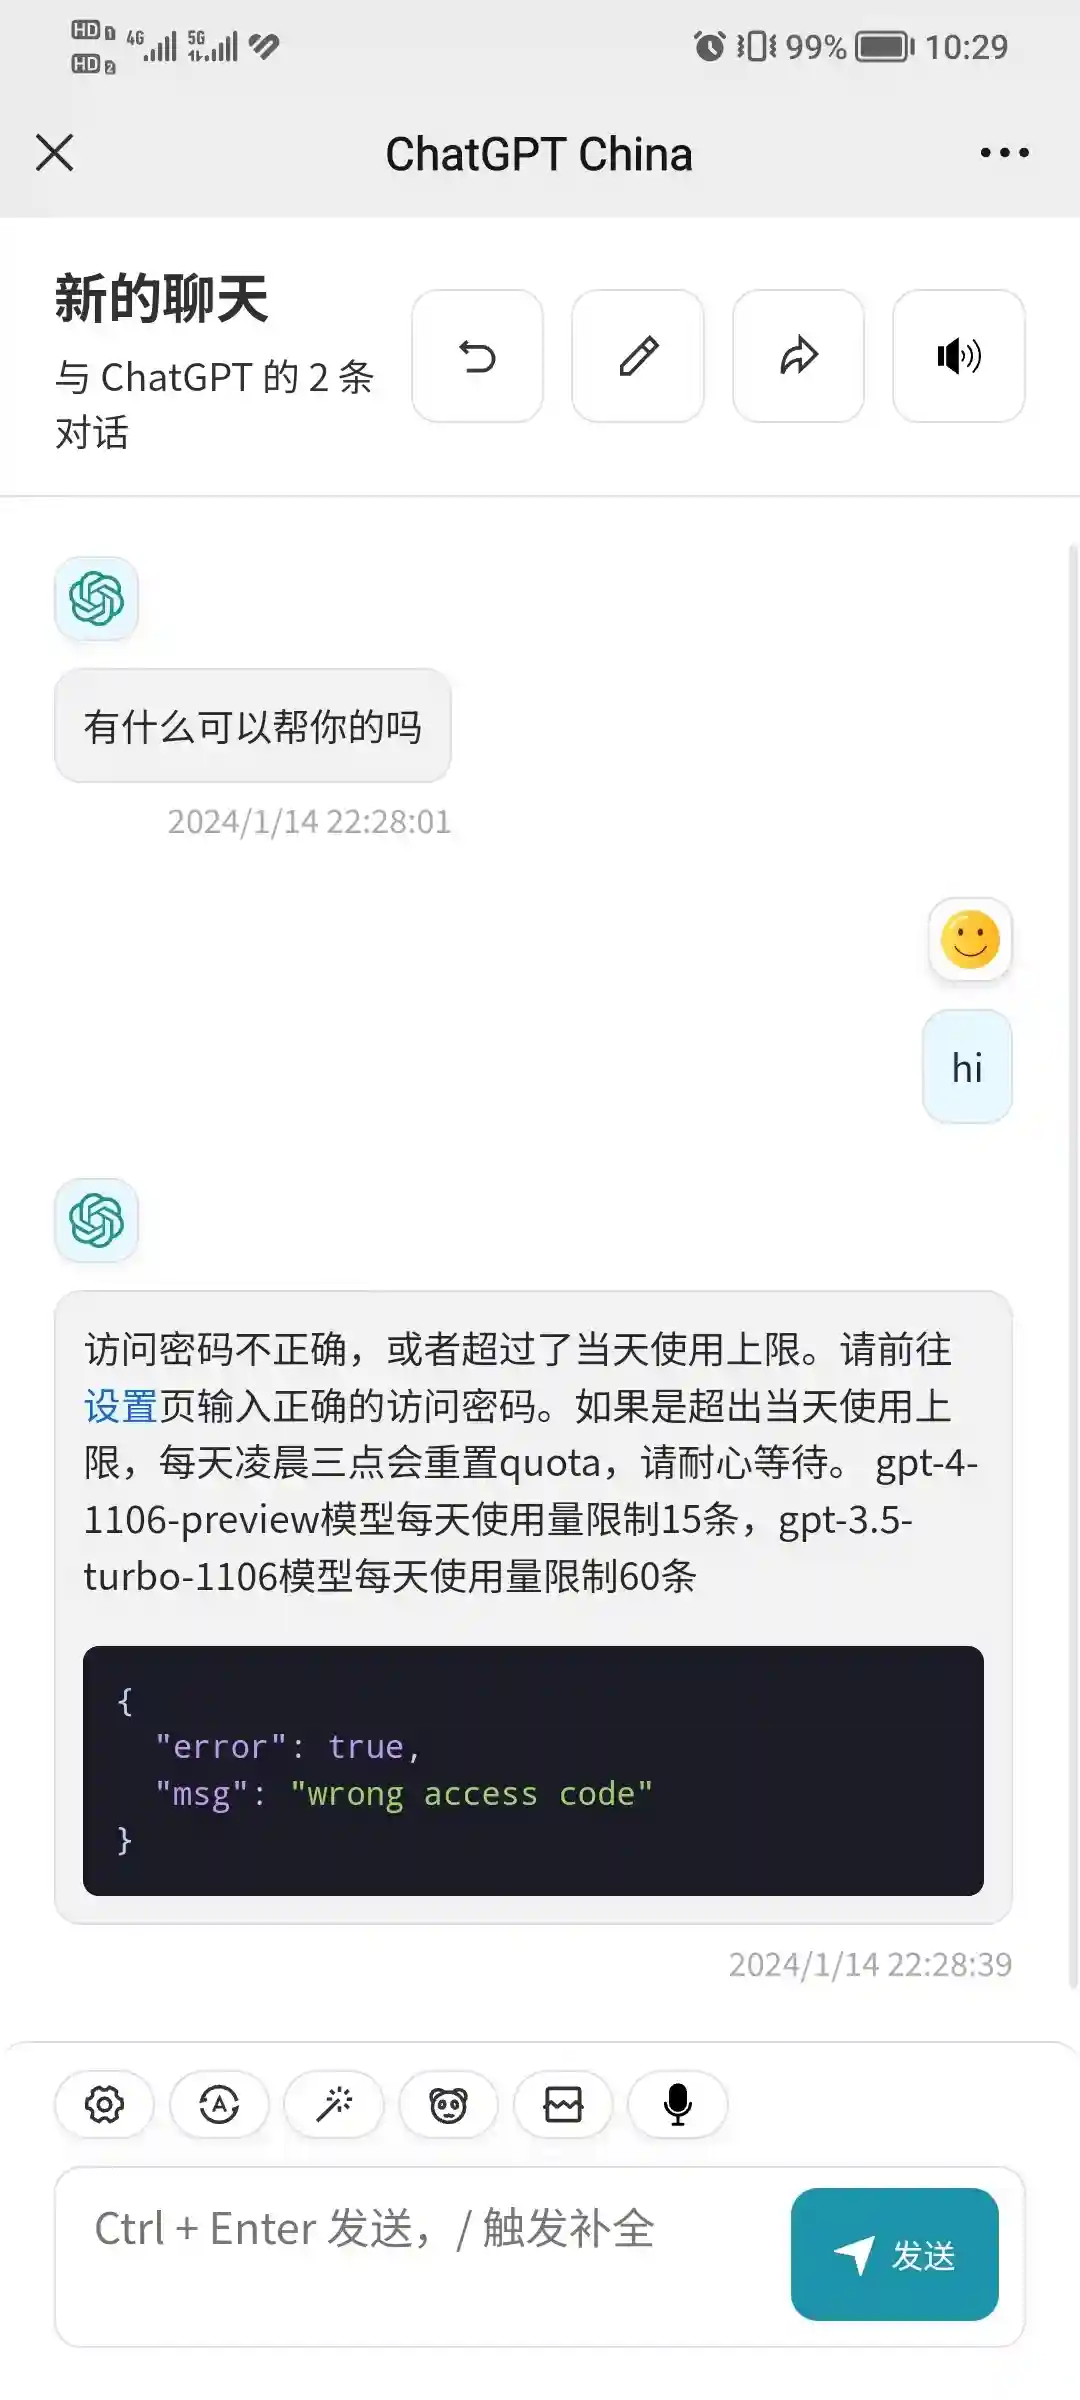 HD 1 4G 5G 99% 10:29
HD 2
ChatGPT China
新的聊天
与 ChatGPT 的 2 条
对话
有什么可以帮你的吗
2024/1/14 22:28:01
hi
访问密码不正确，或者超过了当天使用上限。请前往
设置页输入正确的访问密码。如果是超出当天使用上
限，每天凌晨三点会重置quota，请耐心等待。 gpt-4-
1106-preview模型每天使用量限制15条，gpt-3.5-
turbo-1106模型每天使用量限制60条
{
"error": true,
"msg": "wrong access code"
}
2024/1/14 22:28:39
Ctrl + Enter 发送，/ 触发补全
发送